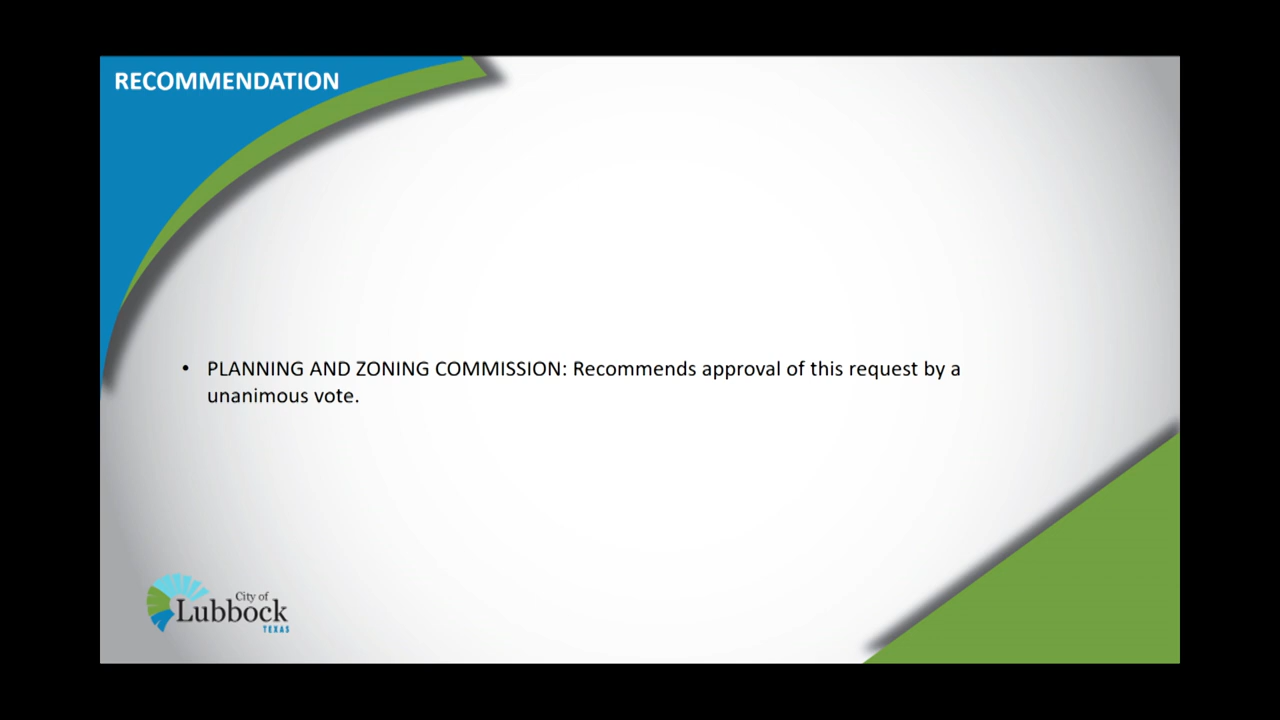 RECOMMENDATION
• PLANNING AND ZONING COMMISSION: Recommends approval of this request by a
unanimous vote.
City of
Lubbock
TEXAS